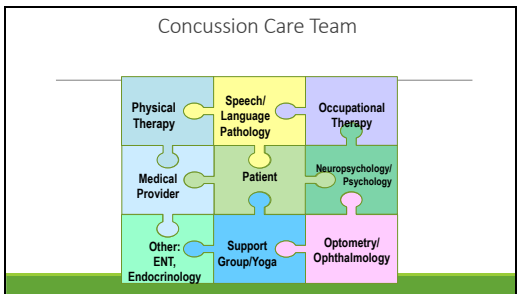 Concussion Care Team
Physical
Therapy
Speech/
Language
Pathology
Occupational
Therapy
Medical
Provider
Patient
Neuropsychology/
Psychology
Other:
ENT,
Endocrinology
Support
Group/Yoga
Optometry/
Ophthalmology